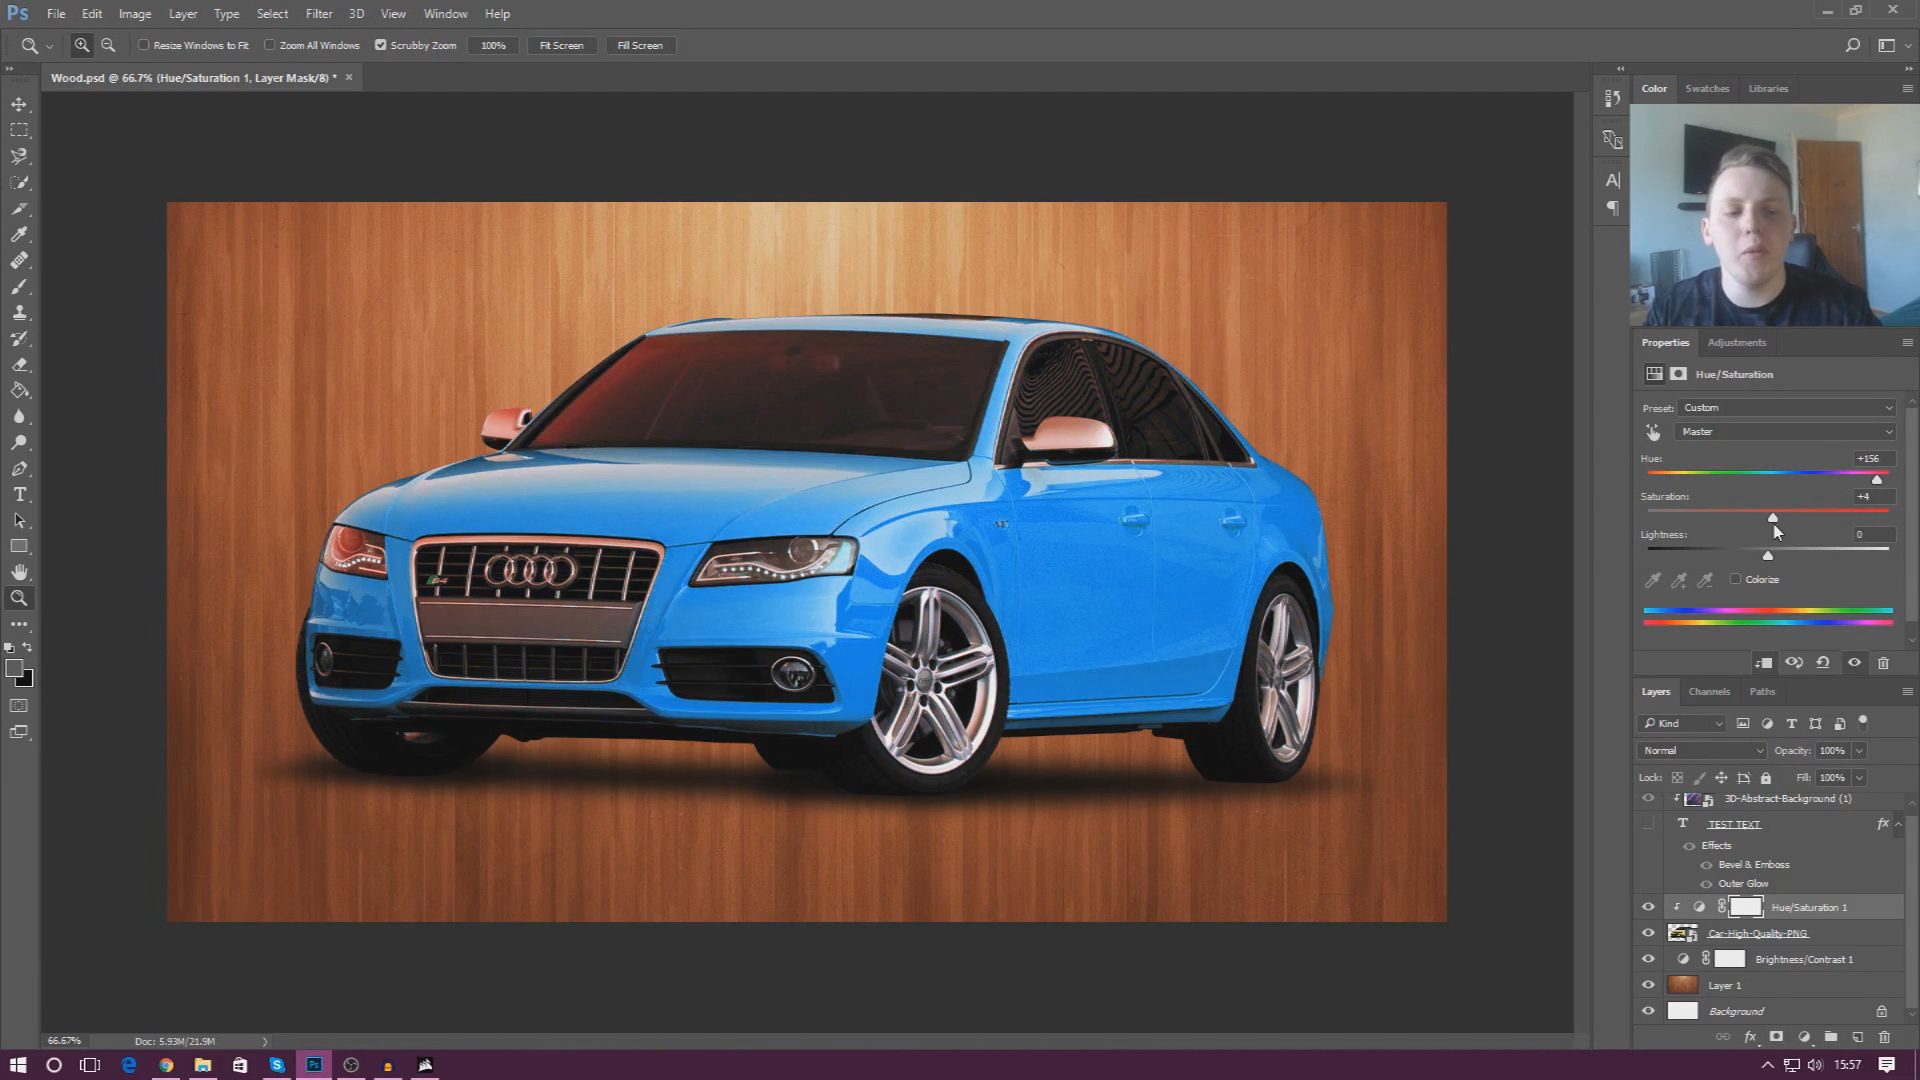 Ps File Edit Image Layer Type Select Filter 3D View Window Help
Resize Windows to Fit Zoom All Windows Scrubby Zoom 100% Fit Screen Fill Screen
Wood.psd @ 66.7% (Hue/Saturation 1, Layer Mask/8) *
Color Swatches Libraries
Properties Adjustments
Hue/Saturation
Preset: Custom
Master
Hue: +156
Saturation: +4
Lightness: 0
Colorize
Layers Channels Paths
Kind
Normal Opacity: 100%
Lock: Fill: 100%
3D-Abstract-Background (1)
T TEST TEXT fx
Effects
Bevel & Emboss
Outer Glow
Hue/Saturation 1
Car-High-Quality-PNG
Brightness/Contrast 1
Layer 1
Background
S4
66.67% Doc: 5.93M/21.9M
15:57